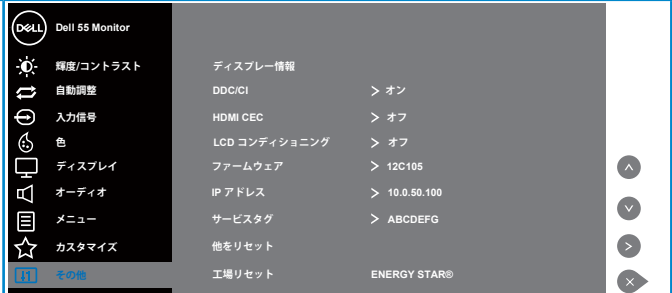 DELL Dell 55 Monitor
輝度/コントラスト ディスプレー情報
自動調整 DDC/CI > オン
入力信号 HDMI CEC > オフ
色 LCD コンディショニング > オフ
ディスプレイ ファームウェア > 12C105
オーディオ IP アドレス > 10.0.50.100
メニュー サービスタグ > ABCDEFG
カスタマイズ 他をリセット
その他 工場リセット ENERGY STAR®